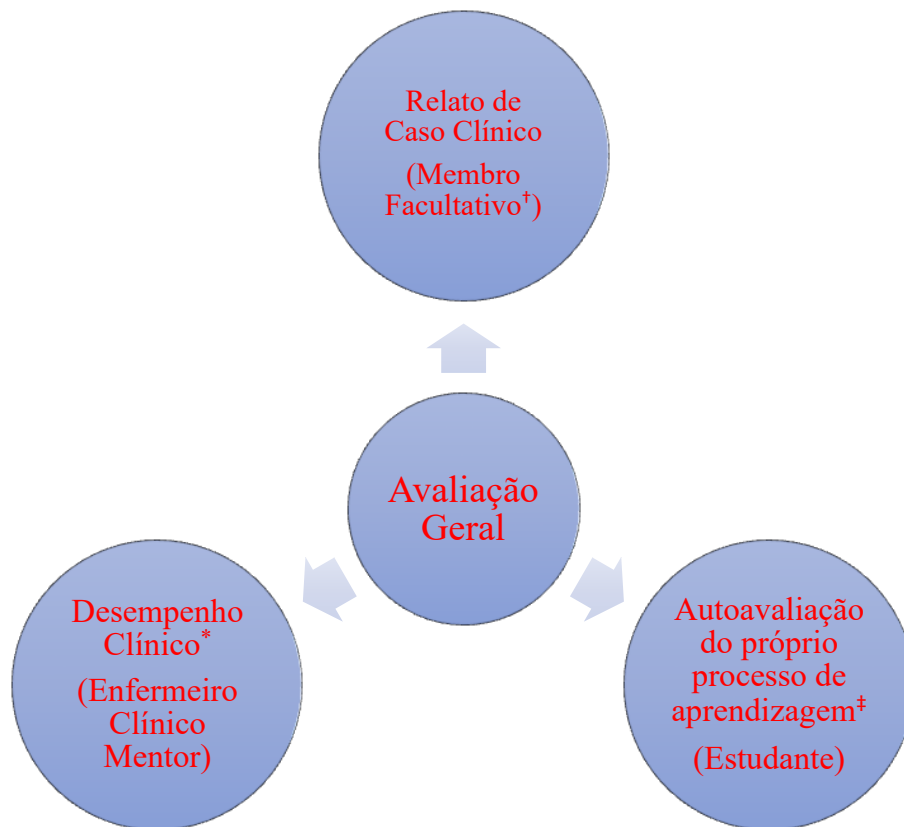 Relato de
Caso Clínico
(Membro
Facultativo†)
Avaliação
Geral
Desempenho
Clínico*
(Enfermeiro
Clínico
Mentor)
Autoavaliação
do próprio
processo de
aprendizagem‡
(Estudante)